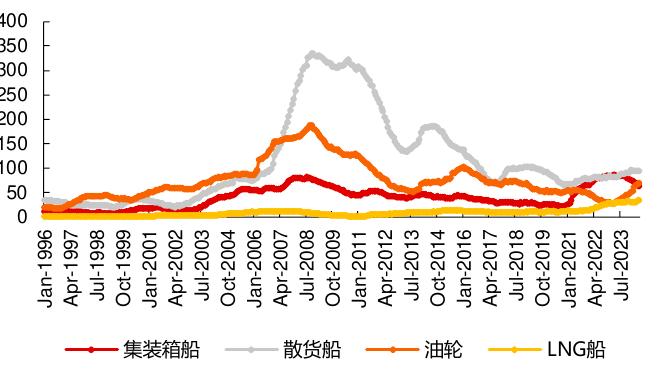 400
350
300
250
200
150
100
50
0
Jan-1996
Apr-1997
Jul-1998
Oct-1999
Jan-2001
Apr-2002
Jul-2003
Oct-2004
Jan-2006
Apr-2007
Jul-2008
Oct-2009
Jan-2011
Apr-2012
Jul-2013
Oct-2014
Jan-2016
Apr-2017
Jul-2018
Oct-2019
Jan-2021
Apr-2022
Jul-2023
集装箱船 散货船 油轮 LNG船